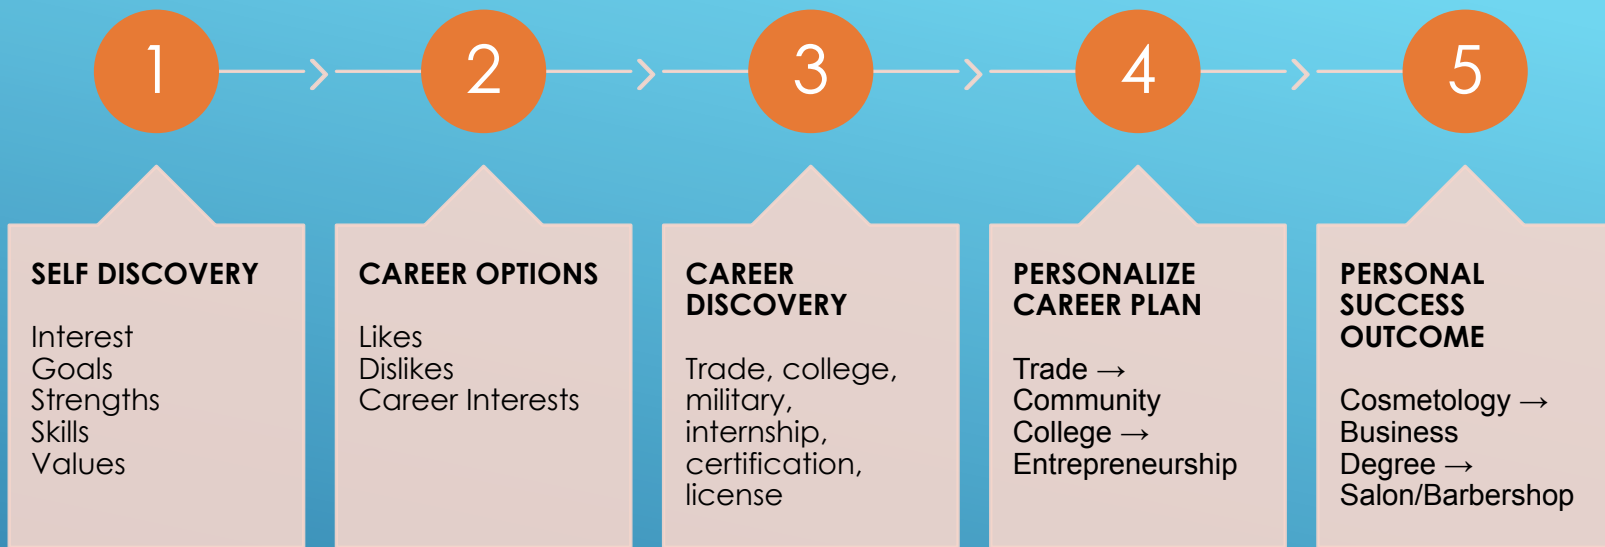 1
2
3
4
5
SELF DISCOVERY
Interest
Goals
Strengths
Skills
Values
CAREER OPTIONS
Likes
Dislikes
Career Interests
CAREER
DISCOVERY
Trade, college,
military,
internship,
certification,
license
PERSONALIZE
CAREER PLAN
Trade →
Community
College →
Entrepreneurship
PERSONAL
SUCCESS
OUTCOME
Cosmetology →
Business
Degree →
Salon/Barbershop